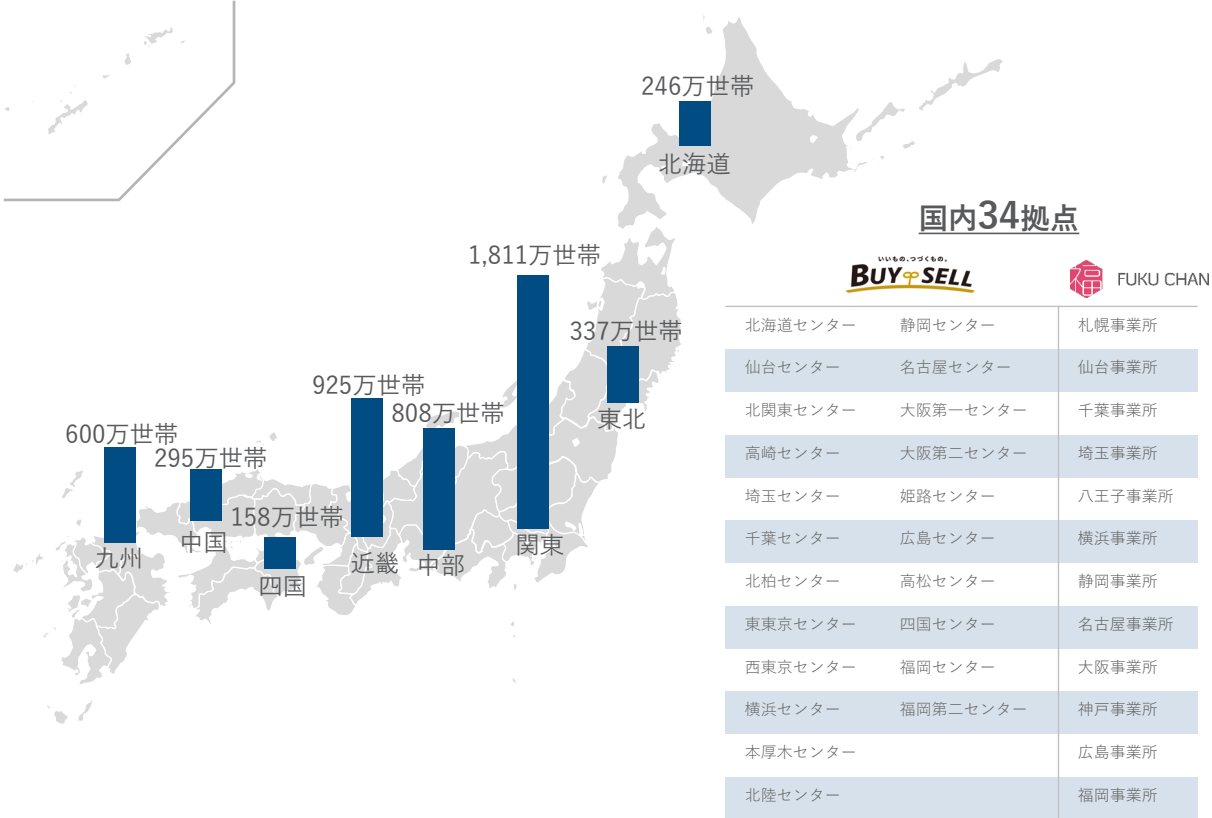 246万世帯
北海道
1,811万世帯
関東
337万世帯
東北
925万世帯
近畿
808万世帯
中部
600万世帯
九州
295万世帯
中国
158万世帯
四国
国内34拠点
いいもの、つづくもの。
BUY SELL
福 FUKU CHAN
北海道センター 静岡センター 札幌事業所
仙台センター 名古屋センター 仙台事業所
北関東センター 大阪第一センター 千葉事業所
高崎センター 大阪第二センター 埼玉事業所
埼玉センター 姫路センター 八王子事業所
千葉センター 広島センター 横浜事業所
北柏センター 高松センター 静岡事業所
東東京センター 四国センター 名古屋事業所
西東京センター 福岡センター 大阪事業所
横浜センター 福岡第二センター 神戸事業所
本厚木センター 広島事業所
北陸センター 福岡事業所